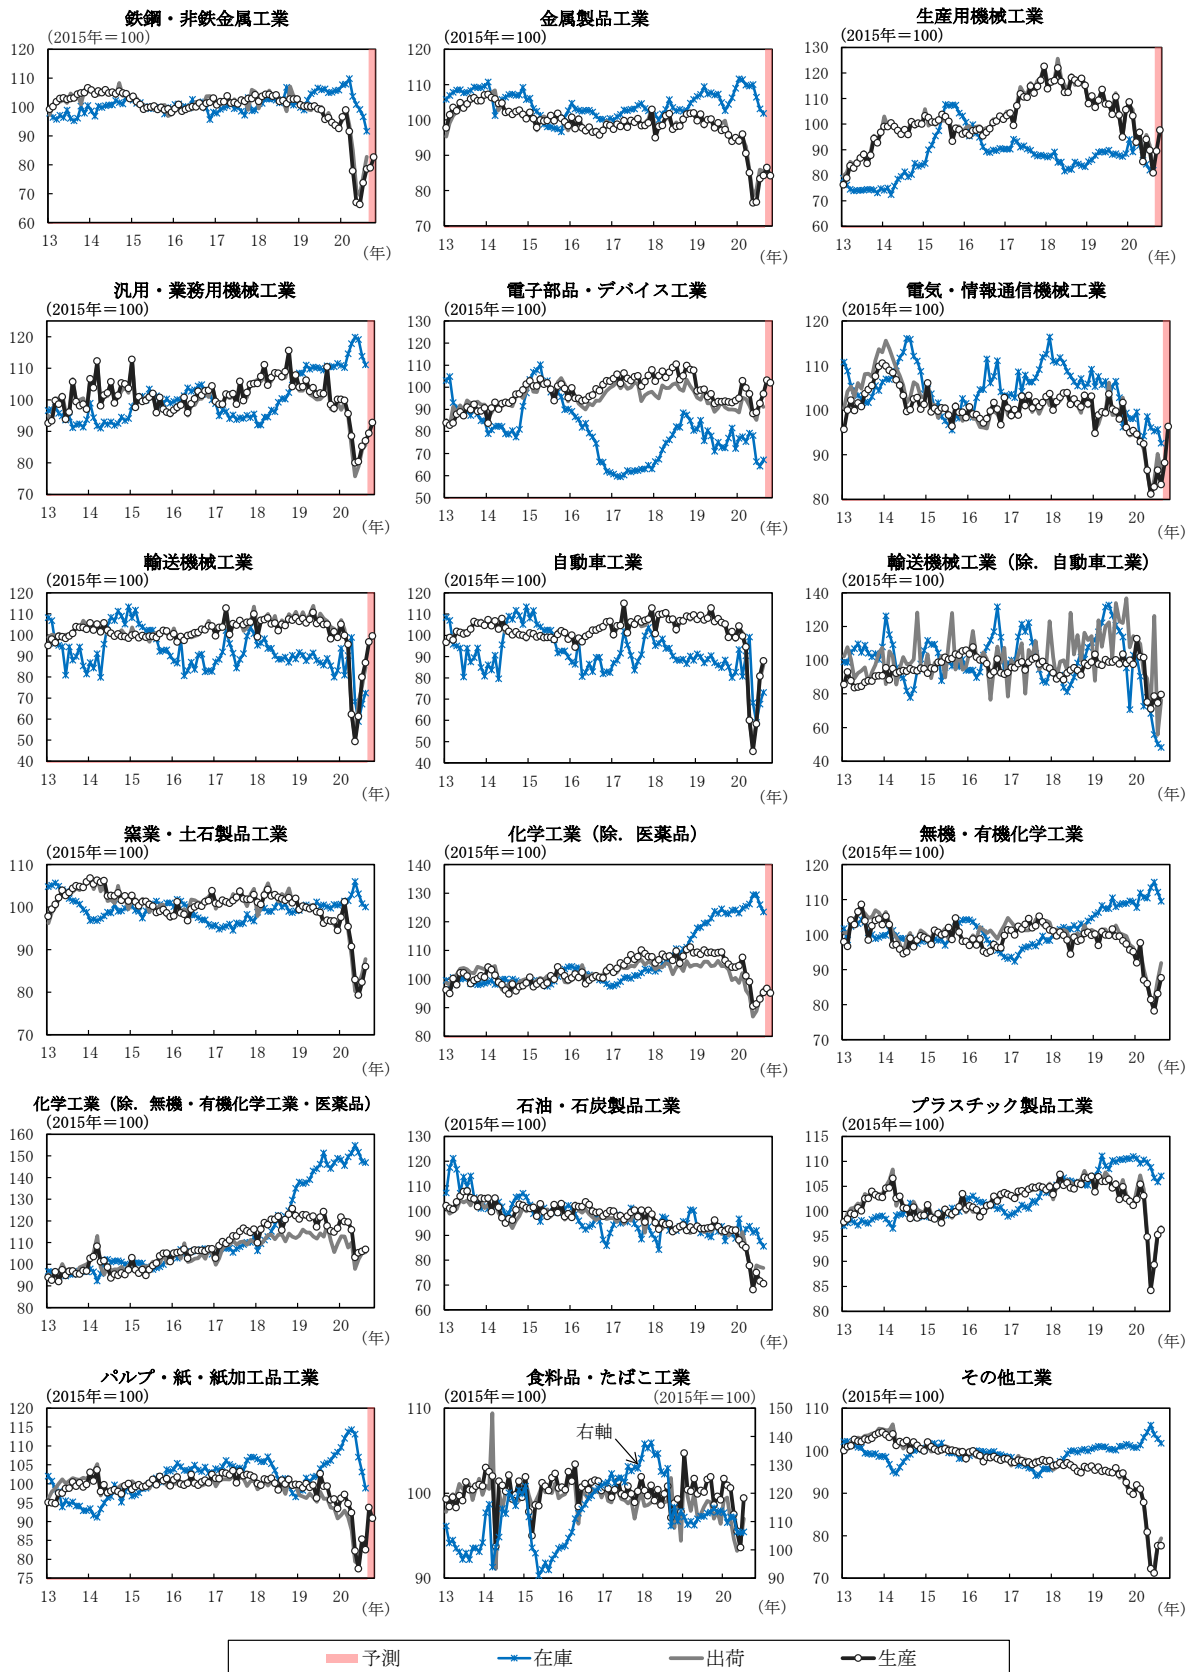 鉄鋼・非鉄金属工業
(2015年＝100)
120
110
100
90
80
70
60
13 14 15 16 17 18 19 20
(年)
金属製品工業
(2015年＝100)
120
110
100
90
80
70
13 14 15 16 17 18 19 20
(年)
生産用機械工業
(2015年＝100)
130
120
110
100
90
80
70
60
13 14 15 16 17 18 19 20
(年)
汎用・業務用機械工業
(2015年＝100)
120
110
100
90
80
70
13 14 15 16 17 18 19 20
(年)
電子部品・デバイス工業
(2015年＝100)
130
120
110
100
90
80
70
60
50
13 14 15 16 17 18 19 20
(年)
電気・情報通信機械工業
(2015年＝100)
120
110
100
90
80
13 14 15 16 17 18 19 20
(年)
輸送機械工業
(2015年＝100)
120
110
100
90
80
70
60
50
40
13 14 15 16 17 18 19 20
(年)
自動車工業
(2015年＝100)
120
110
100
90
80
70
60
50
40
13 14 15 16 17 18 19 20
(年)
輸送機械工業（除．自動車工業）
(2015年＝100)
140
120
100
80
60
40
13 14 15 16 17 18 19 20
(年)
窯業・土石製品工業
(2015年＝100)
110
100
90
80
70
13 14 15 16 17 18 19 20
(年)
化学工業（除．医薬品）
(2015年＝100)
140
130
120
110
100
90
80
13 14 15 16 17 18 19 20
(年)
無機・有機化学工業
(2015年＝100)
120
110
100
90
80
70
13 14 15 16 17 18 19 20
(年)
化学工業（除．無機・有機化学工業・医薬品）
(2015年＝100)
160
150
140
130
120
110
100
90
80
13 14 15 16 17 18 19 20
(年)
石油・石炭製品工業
(2015年＝100)
130
120
110
100
90
80
70
60
13 14 15 16 17 18 19 20
(年)
プラスチック製品工業
(2015年＝100)
115
110
105
100
95
90
85
80
13 14 15 16 17 18 19 20
(年)
パルプ・紙・紙加工品工業
(2015年＝100)
120
115
110
105
100
95
90
85
80
75
13 14 15 16 17 18 19 20
(年)
食料品・たばこ工業
(2015年＝100) (2015年＝100)
右軸
110
100
90
150
140
130
120
110
100
90
13 14 15 16 17 18 19 20
(年)
その他工業
(2015年＝100)
110
100
90
80
70
13 14 15 16 17 18 19 20
(年)
予測 在庫 出荷 生産